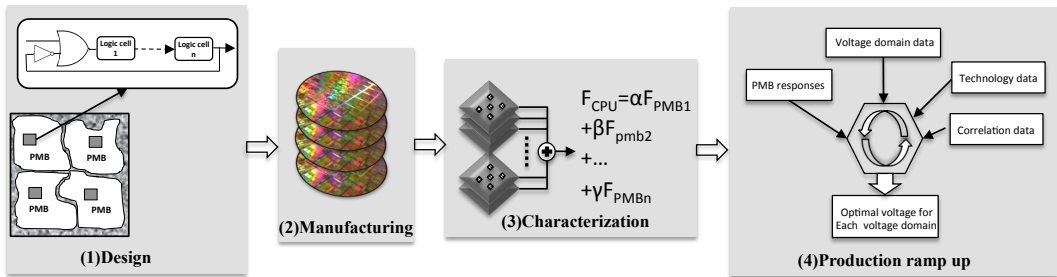 Logic cell
1
Logic cell
n
PMB
PMB
PMB
PMB
(1)Design
(2)Manufacturing
F_CPU=αF_PMB1
+βF_pmb2
+...
+γF_PMBn
(3)Characterization
Voltage domain data
PMB responses
Technology data
Correlation data
Optimal voltage for
Each voltage domain
(4)Production ramp up